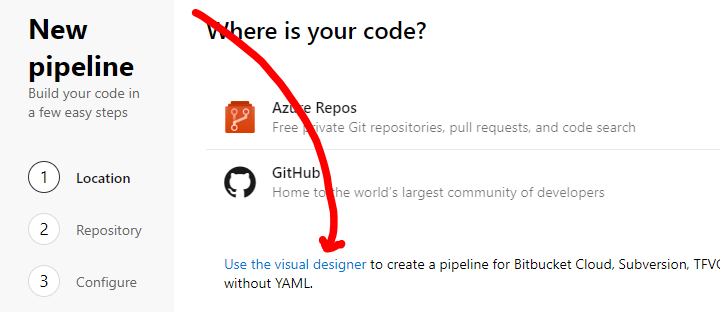 New
pipeline
Build your code in
a few easy steps
1 Location
2 Repository
3 Configure
Where is your code?
Azure Repos
Free private Git repositories, pull requests, and code search
GitHub
Home to the world's largest community of developers
Use the visual designer to create a pipeline for Bitbucket Cloud, Subversion, TFVC
without YAML.